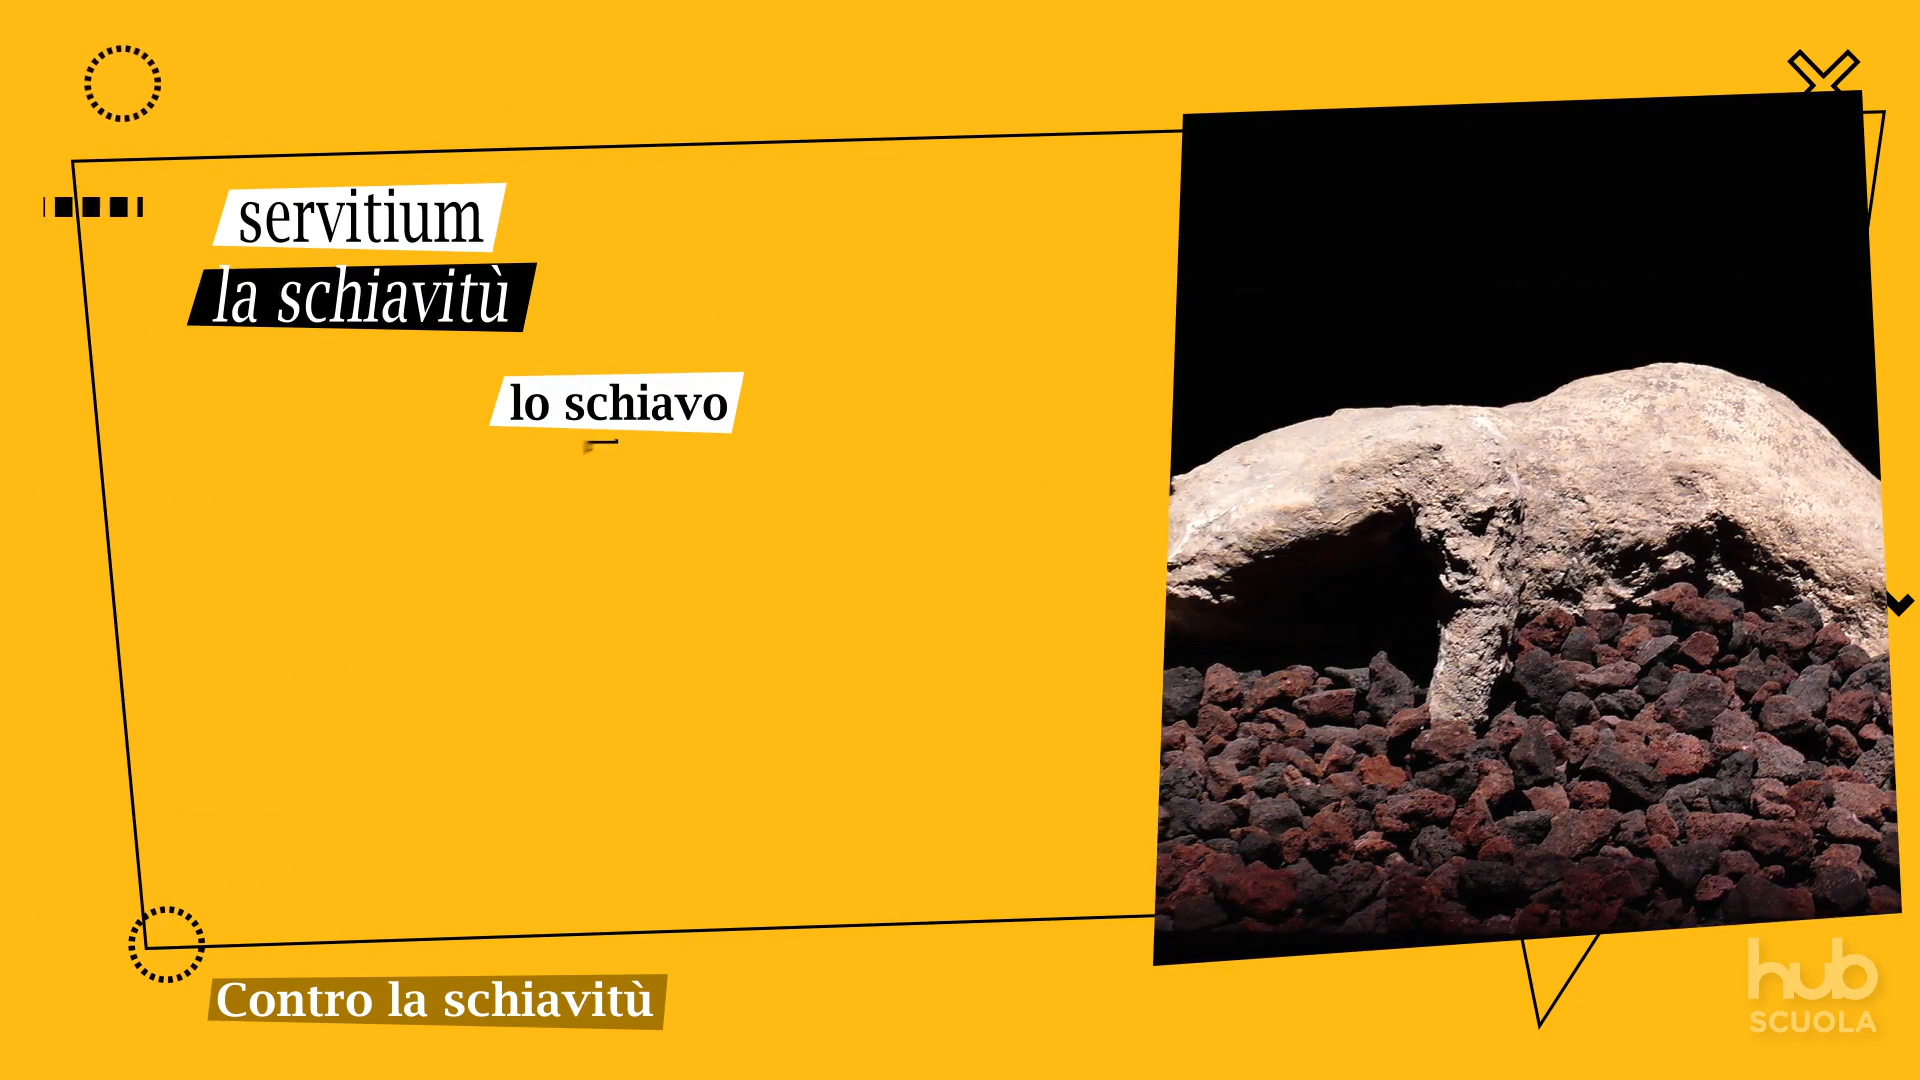 servitium
la schiavitù
lo schiavo
Contro la schiavitù
hub
SCUOLA